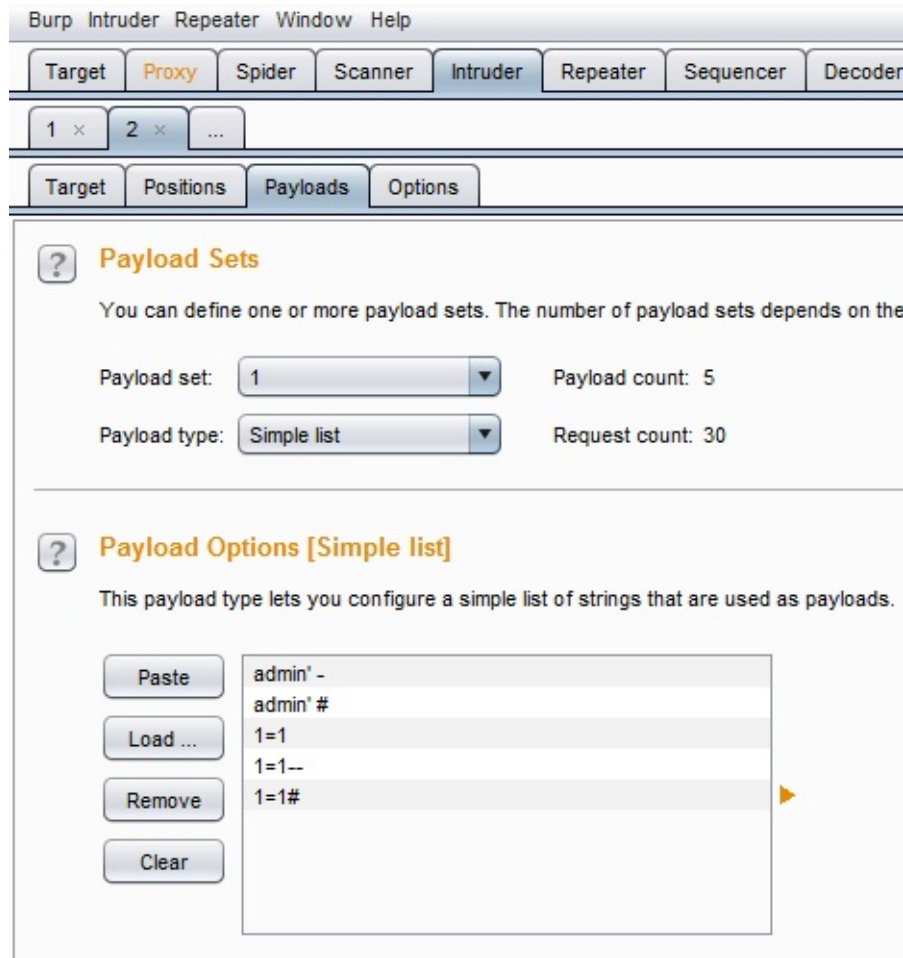 Burp Intruder Repeater Window Help
Target Proxy Spider Scanner Intruder Repeater Sequencer Decoder
1 × 2 × ...
Target Positions Payloads Options
? Payload Sets
You can define one or more payload sets. The number of payload sets depends on the
Payload set: 1 Payload count: 5
Payload type: Simple list Request count: 30
? Payload Options [Simple list]
This payload type lets you configure a simple list of strings that are used as payloads.
Paste
Load ...
Remove
Clear
admin' -
admin' #
1=1
1=1--
1=1#